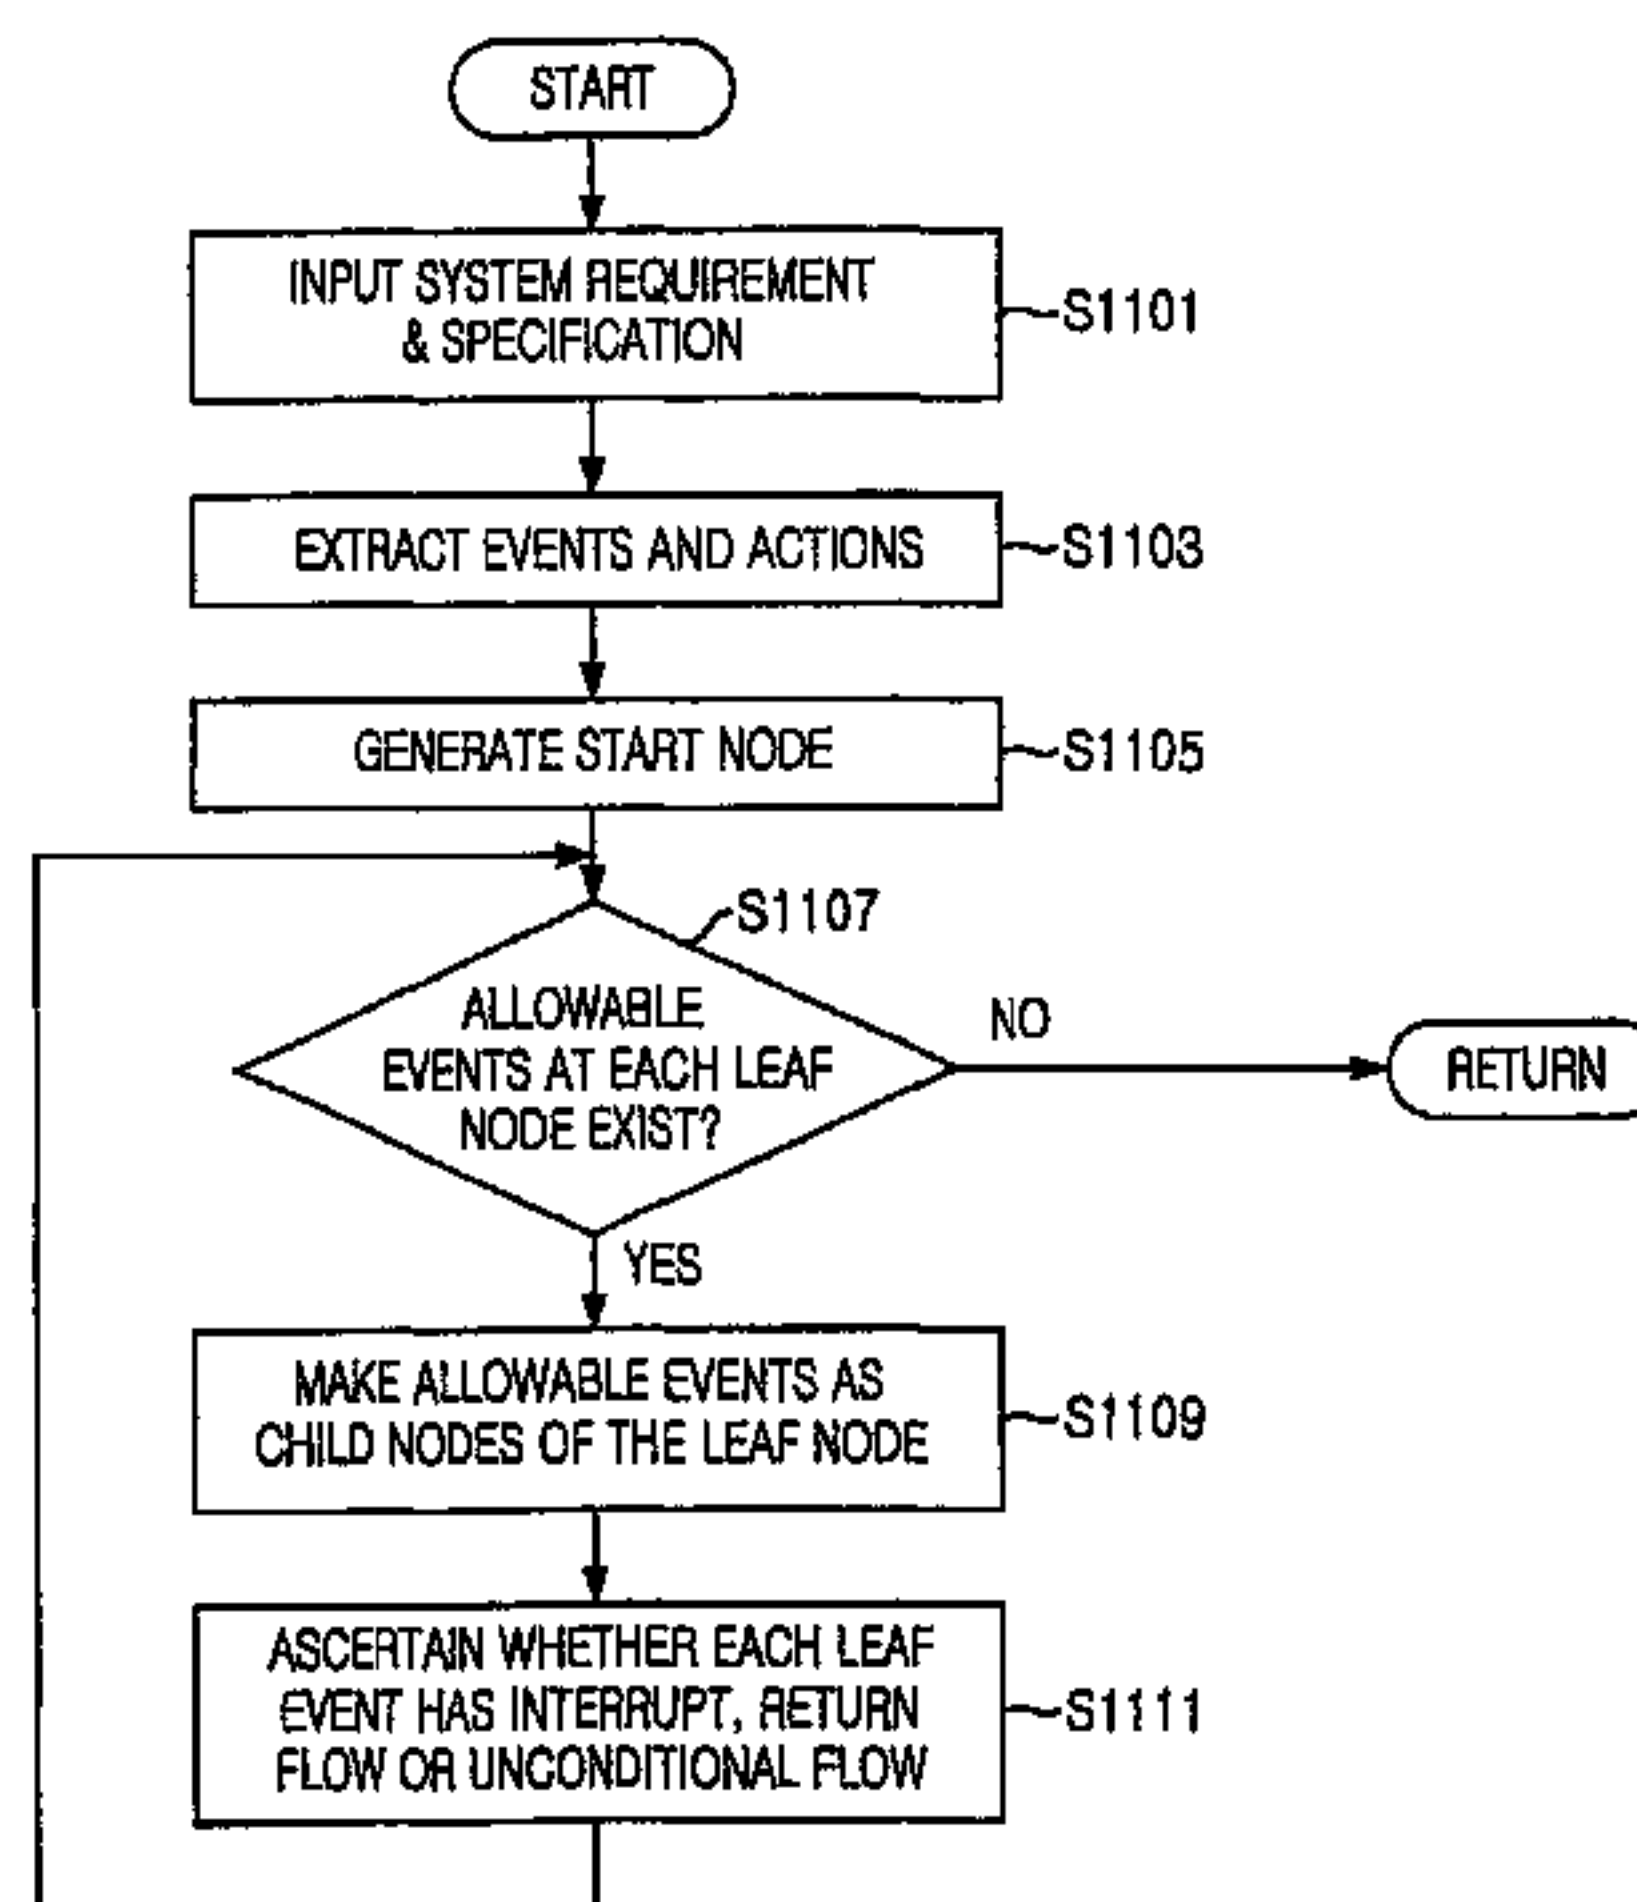 START
INPUT SYSTEM REQUIREMENT
& SPECIFICATION
S1101
EXTRACT EVENTS AND ACTIONS
S1103
GENERATE START NODE
S1105
S1107
ALLOWABLE
EVENTS AT EACH LEAF
NODE EXIST?
NO
RETURN
YES
MAKE ALLOWABLE EVENTS AS
CHILD NODES OF THE LEAF NODE
S1109
ASCERTAIN WHETHER EACH LEAF
EVENT HAS INTERRUPT, RETURN
FLOW OR UNCONDITIONAL FLOW
S1111